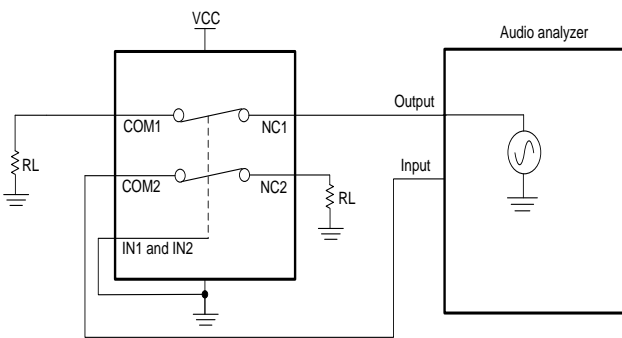 VCC
Audio analyzer
Output
COM1
NC1
RL
Input
COM2
NC2
RL
IN1 and IN2